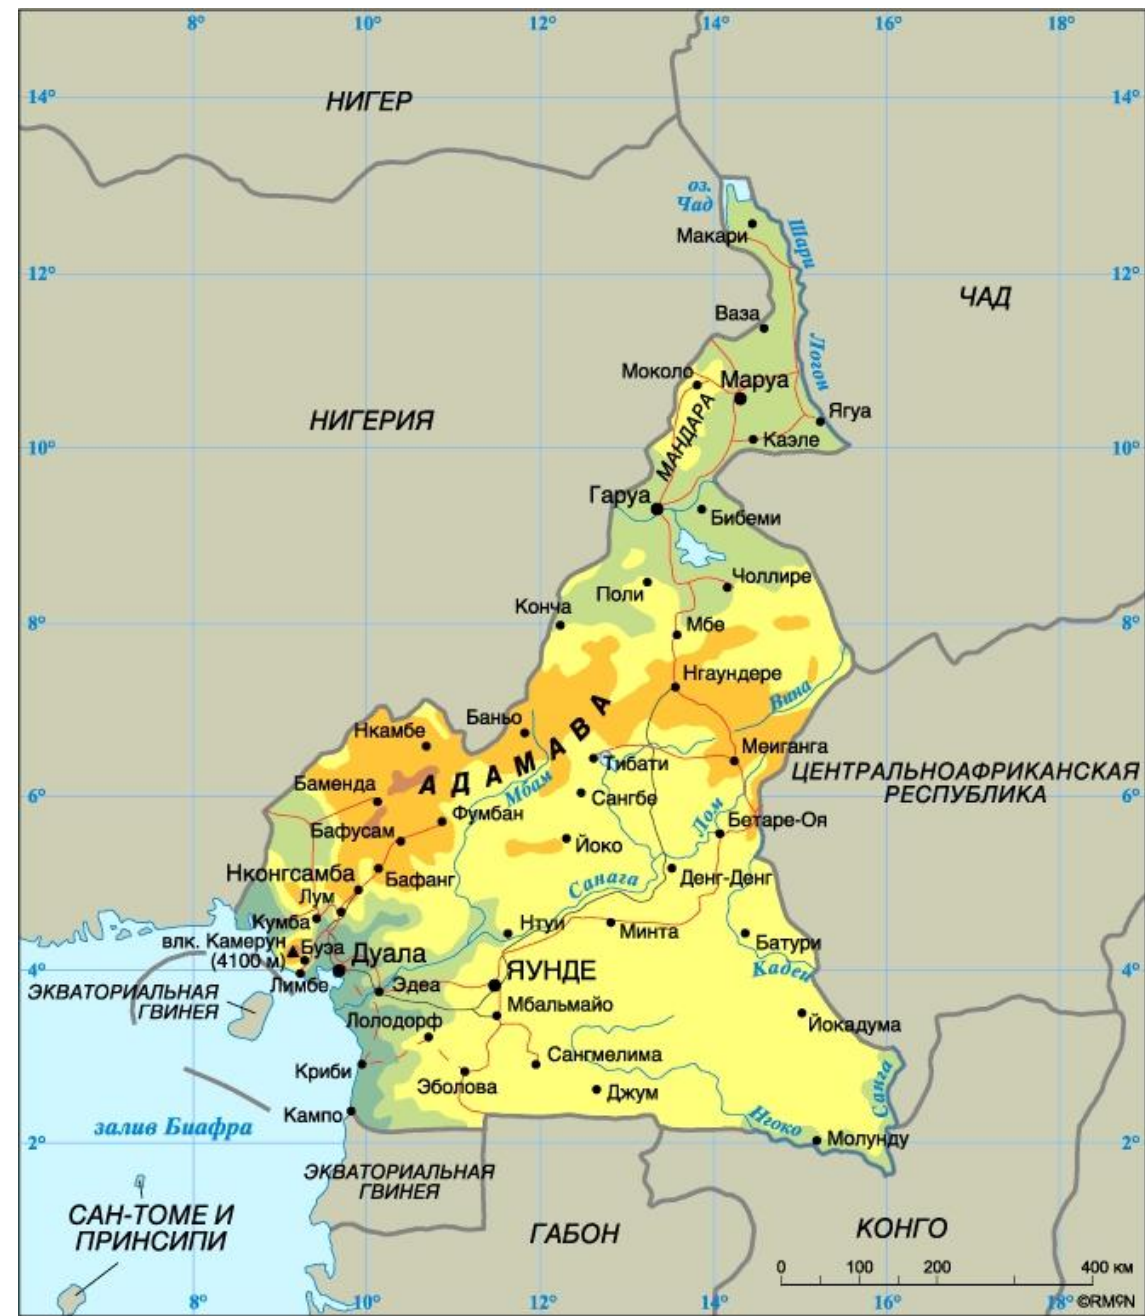 8°
10°
12°
14°
16°
18°
14°
14°
НИГЕР
оз.
Чад
Макари
Шари
12°
12°
ЧАД
Ваза
Логон
Моколо
Маруа
МАНДАРА
Ягуа
НИГЕРИЯ
Каэле
10°
10°
Гаруа
Бибеми
Чоллире
Поли
Конча
8°
8°
Мбе
Нгаундере
Вина
Баньо
Нкамбе
АДАМАВА
Меиганга
Тибати
Мбам
Баменда
Сангбе
ЦЕНТРАЛЬНОАФРИКАНСКАЯ
РЕСПУБЛИКА
6°
6°
Фумбан
Лом
Бетаре-Оя
Бафусам
Йоко
Нконгсамба
Бафанг
Санага
Денг-Денг
Лум
Кумба
Нтуи
Минта
Батури
влк. Камерун
(4100 м)
Буэа
Дуала
ЯУНДЕ
Кадеи
4°
4°
Лимбе
Эдеа
ЭКВАТОРИАЛЬНАЯ
ГВИНЕЯ
Мбальмайо
Лолодорф
Йокадума
Сангмелима
Криби
Эболова
Джум
Санга
Кампо
Нгоко
залив Биафра
Молунду
2°
2°
ЭКВАТОРИАЛЬНАЯ
ГВИНЕЯ
САН-ТОМЕ И
ПРИНСИПИ
ГАБОН
КОНГО
0 100 200 400 км
8°
10°
12°
14°
18°
©RMCN